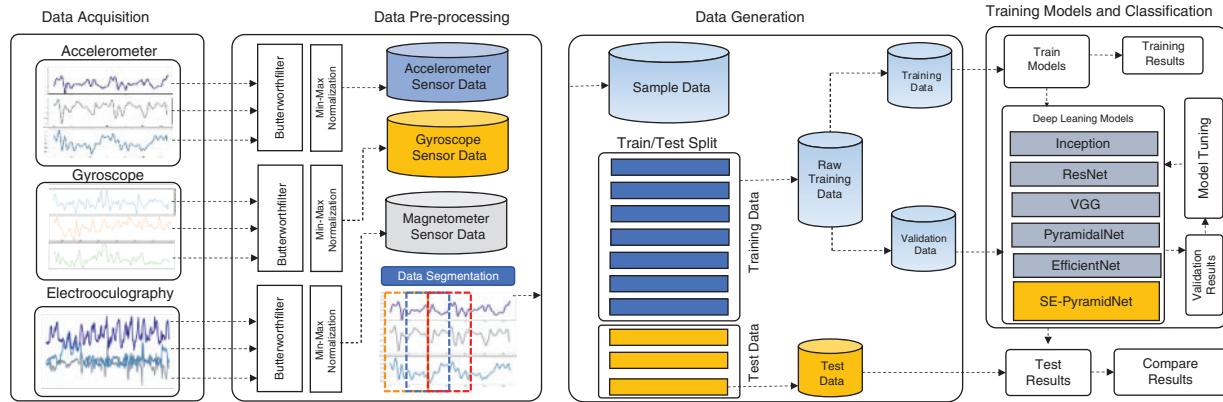 Data Acquisition
Accelerometer
Gyroscope
Electrooculography
Data Pre-processing
Butterworthfilter
Min-Max
Normalization
Butterworthfilter
Min-Max
Normalization
Butterworthfilter
Min-Max
Normalization
Accelerometer
Sensor Data
Gyroscope
Sensor Data
Magnetometer
Sensor Data
Data Segmentation
Data Generation
Sample Data
Train/Test Split
Training Data
Test Data
Raw
Training
Data
Training
Data
Validation
Data
Test
Data
Training Models and Classification
Train
Models
Training
Results
Deep Leaning Models
Inception
ResNet
VGG
PyramidalNet
EfficientNet
SE-PyramidNet
Model Tuning
Validation
Results
Test
Results
Compare
Results